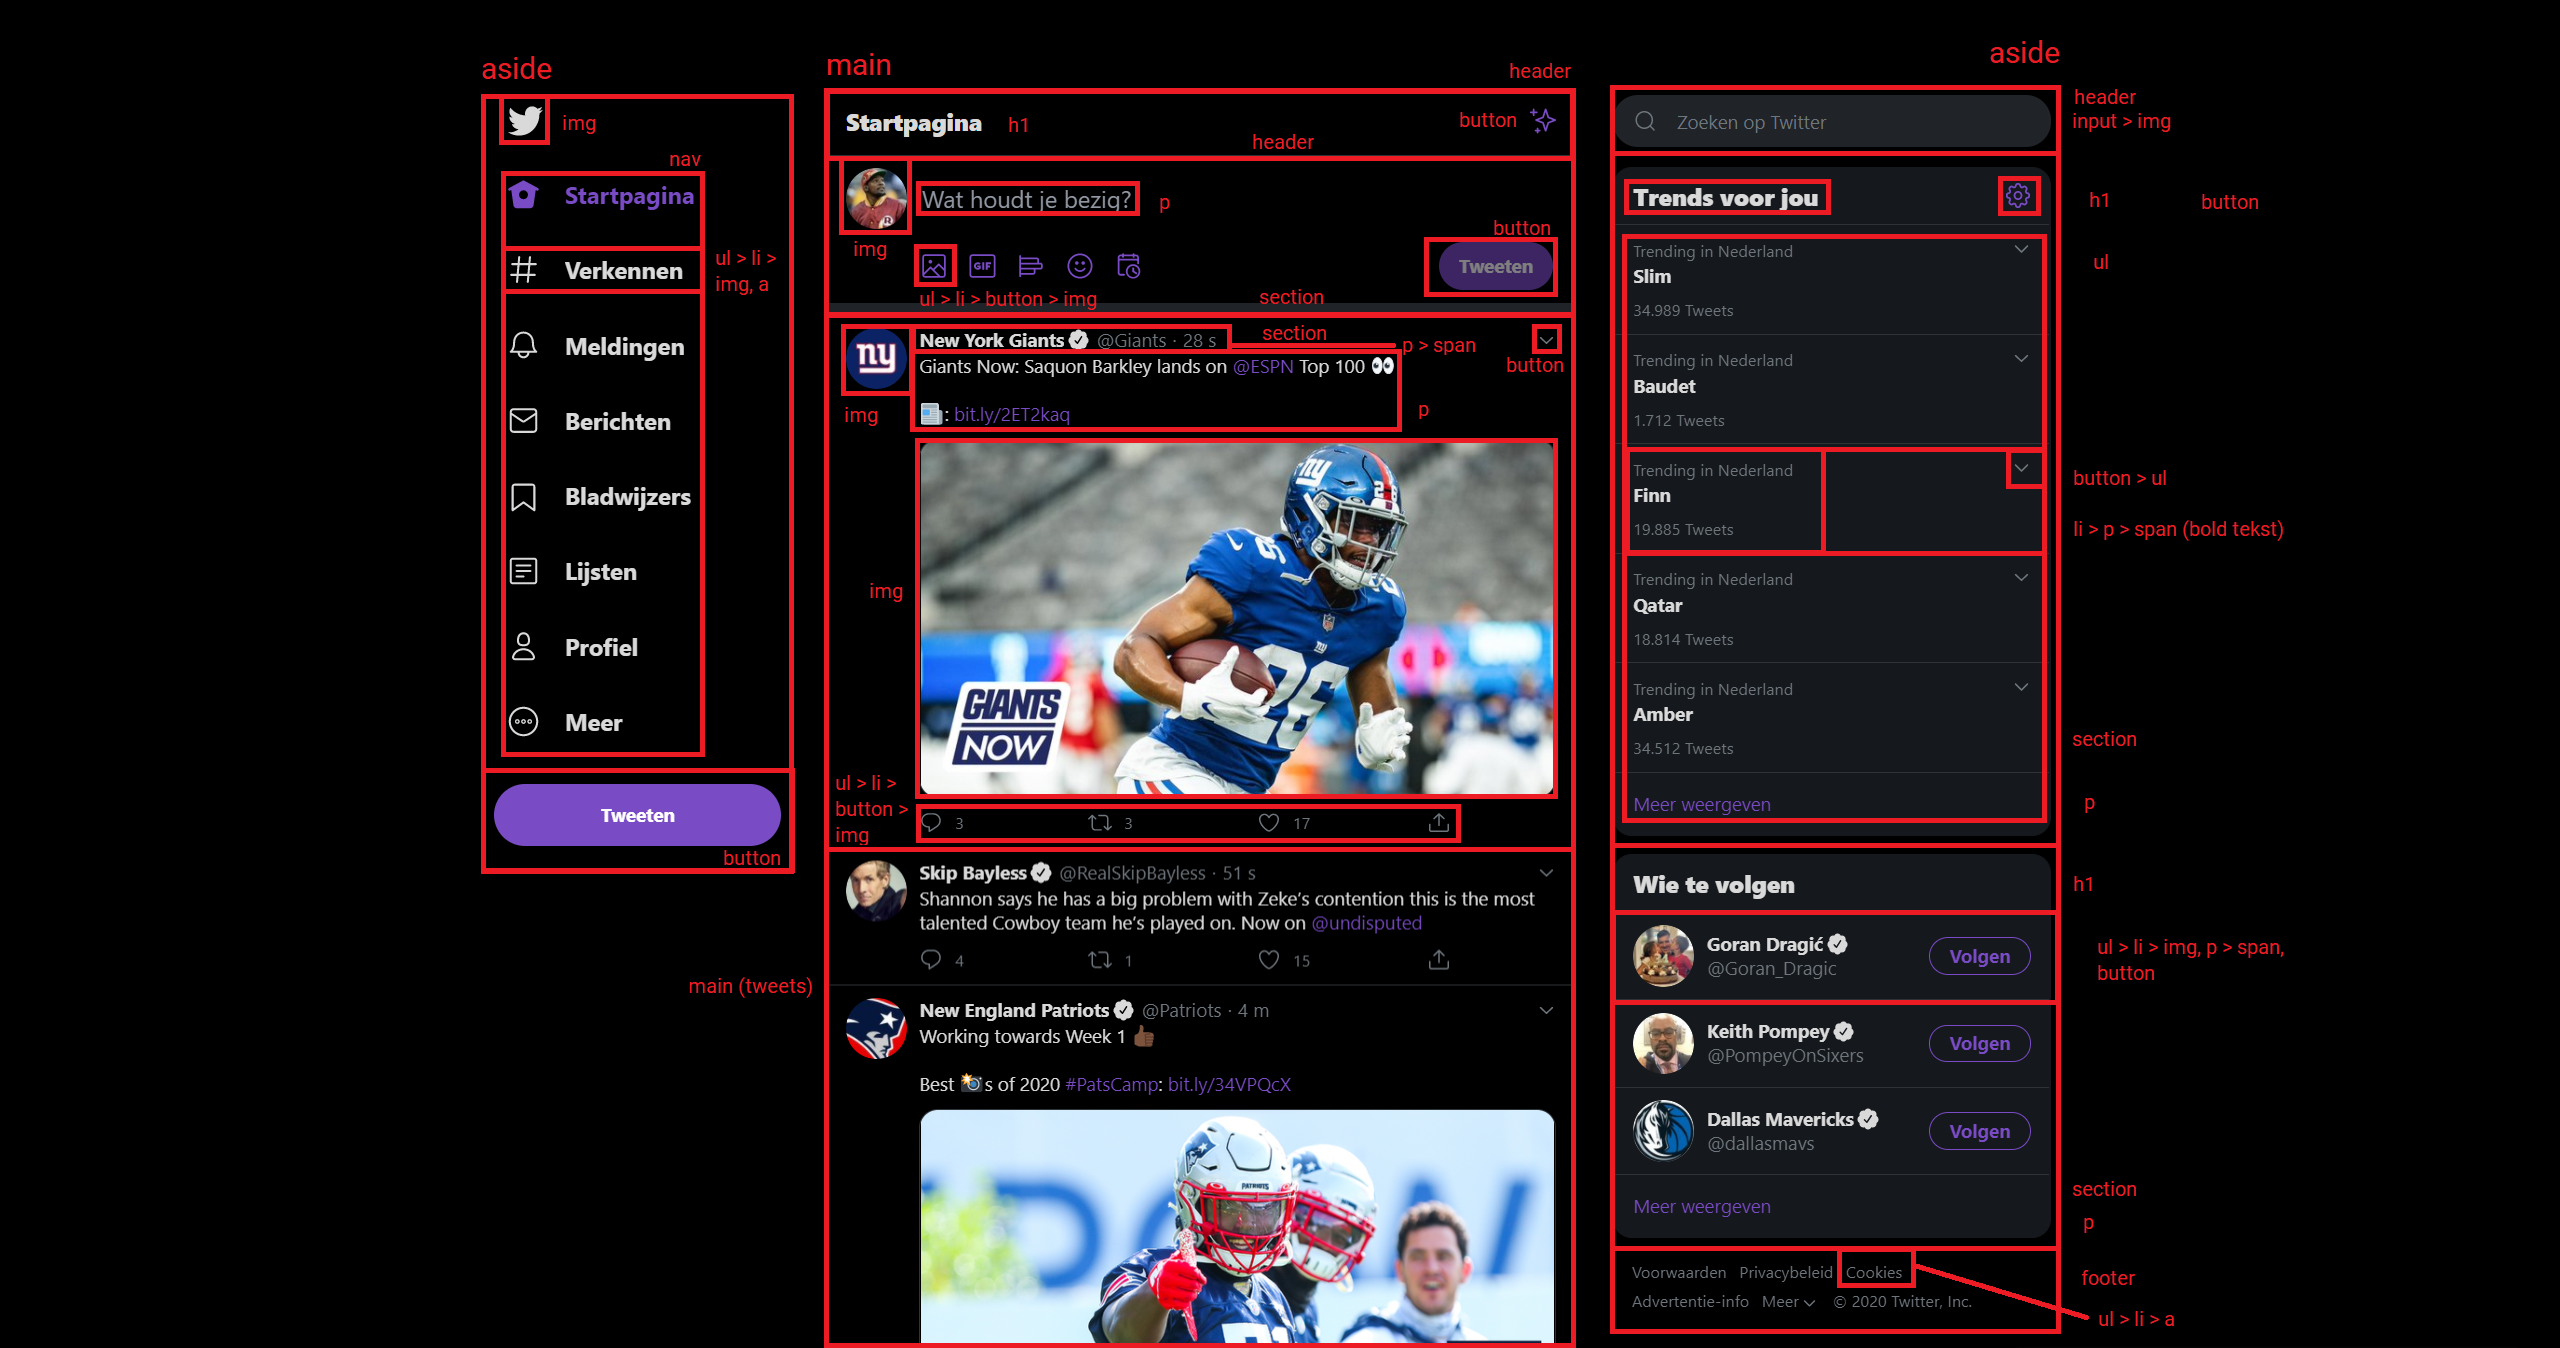 aside
img
nav
Startpagina
Verkennen
ul > li >
img, a
Meldingen
Berichten
Bladwijzers
Lijsten
Profiel
Meer
Tweeten
button
main
header
Startpagina
h1
button
header
img
Wat houdt je bezig?
p
GIF
button
Tweeten
ul > li > button > img
section
ny
New York Giants @Giants · 28 s
section
p > span
button
Giants Now: Saquon Barkley lands on @ESPN Top 100 👀
📰: bit.ly/2ET2kaq
p
img
img
ny
26
GIANTS
NOW
ul > li >
button >
img
3
3
17
Skip Bayless @RealSkipBayless · 51 s
Shannon says he has a big problem with Zeke’s contention this is the most
talented Cowboy team he’s played on. Now on @undisputed
4
1
15
main (tweets)
New England Patriots @Patriots · 4 m
Working towards Week 1 👍🏾
Best 📸s of 2020 #PatsCamp: bit.ly/34VPQcX
PATRIOTS
aside
header
input > img
Zoeken op Twitter
Trends voor jou
h1
button
ul
Trending in Nederland
Slim
34.989 Tweets
Trending in Nederland
Baudet
1.712 Tweets
Trending in Nederland
Finn
19.885 Tweets
button > ul
li > p > span (bold tekst)
Trending in Nederland
Qatar
18.814 Tweets
Trending in Nederland
Amber
34.512 Tweets
section
Meer weergeven
p
Wie te volgen
h1
Goran Dragić
@Goran_Dragic
Volgen
ul > li > img, p > span,
button
Keith Pompey
@PompeyOnSixers
Volgen
Dallas Mavericks
@dallasmavs
Volgen
section
Meer weergeven
p
Voorwaarden Privacybeleid Cookies
footer
Advertentie-info Meer © 2020 Twitter, Inc.
ul > li > a